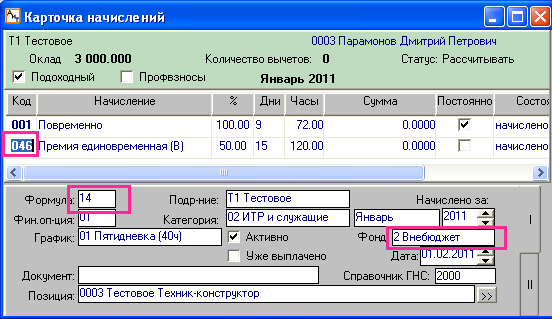 Карточка начислений
Т1 Тестовое 0003 Парамонов Дмитрий Петрович
Оклад 3 000.000 Количество вычетов: 0 Статус: Рассчитывать
Подоходный Профвзносы Январь 2011
Код Начисление % Дни Часы Сумма Постоянно Состоя
001 Повременно 100.00 9 72.00 0.0000 начислено
046 Премия единовременная (В) 50.00 15 120.00 0.0000 начислено
Формула: 14 Подр-ние: Т1 Тестовое Начислено за: I
Фин.оп-ция: 01 Категория: 02 ИТР и служащие Январь 2011
График: 01 Пятидневка (40ч) Активно Фонд 2 Внебюджет
Уже выплачено Дата: 01.02.2011 II
Документ: Справочник ГНС: 2000
Позиция: 0003 Тестовое Техник-конструктор >>